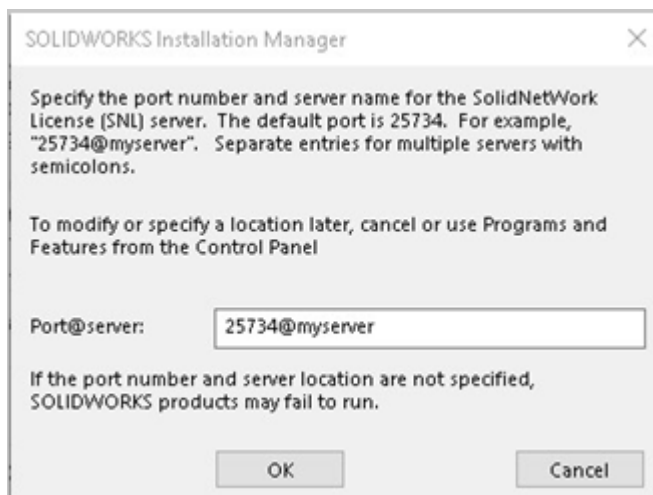 SOLIDWORKS Installation Manager
Specify the port number and server name for the SolidNetWork
License (SNL) server.  The default port is 25734.  For example,
"25734@myserver".   Separate entries for multiple servers with
semicolons.
To modify or specify a location later, cancel or use Programs and
Features from the Control Panel
Port@server:   25734@myserver
If the port number and server location are not specified,
SOLIDWORKS products may fail to run.
OK   Cancel